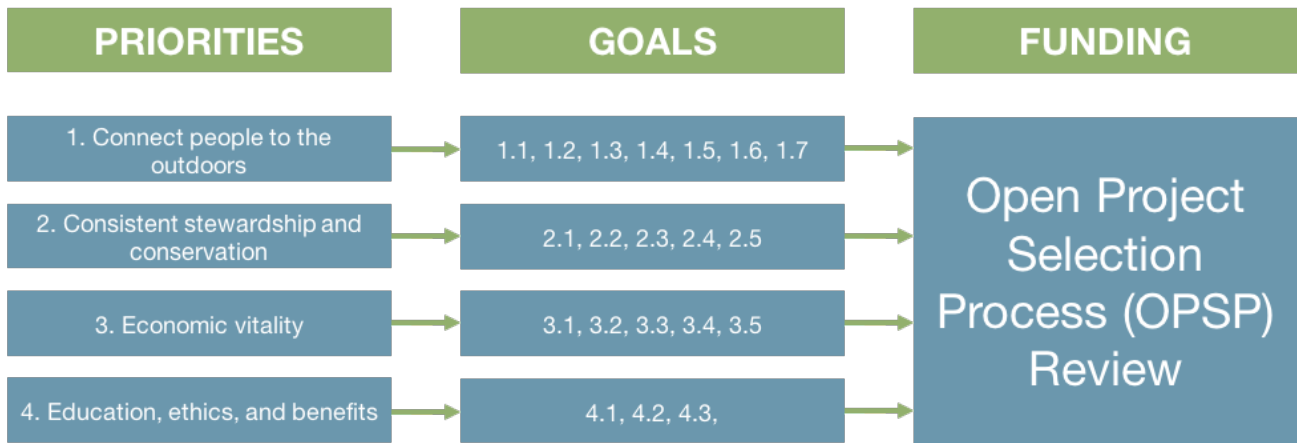 PRIORITIES
GOALS
FUNDING
1. Connect people to the
outdoors
1.1, 1.2, 1.3, 1.4, 1.5, 1.6, 1.7
2. Consistent stewardship and
conservation
2.1, 2.2, 2.3, 2.4, 2.5
3. Economic vitality
3.1, 3.2, 3.3, 3.4, 3.5
4. Education, ethics, and benefits
4.1, 4.2, 4.3,
Open Project
Selection
Process (OPSP)
Review